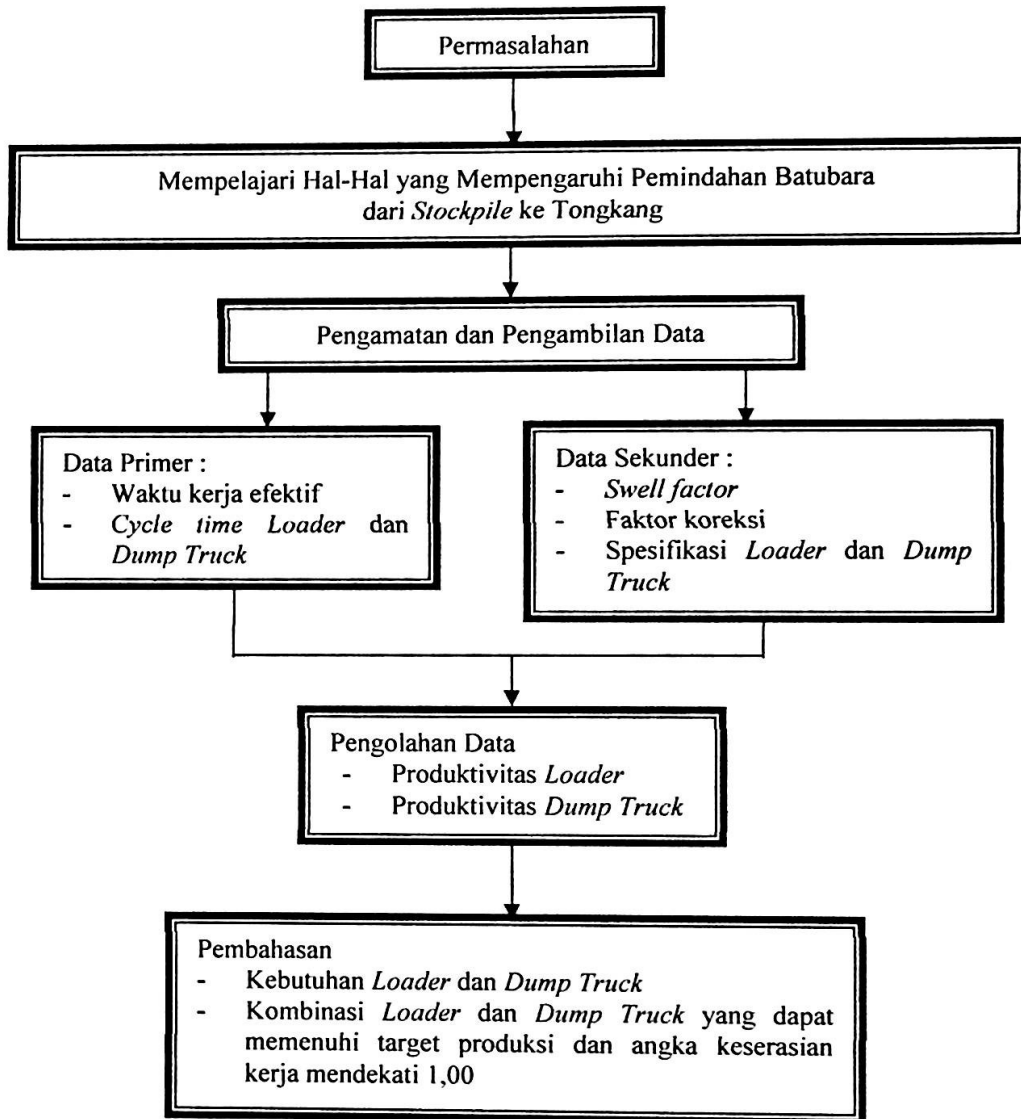 Permasalahan
Mempelajari Hal-Hal yang Mempengaruhi Pemindahan Batubara
dari Stockpile ke Tongkang
Pengamatan dan Pengambilan Data
Data Primer :
- Waktu kerja efektif
- Cycle time Loader dan
Dump Truck
Data Sekunder :
- Swell factor
- Faktor koreksi
- Spesifikasi Loader dan Dump
Truck
Pengolahan Data
- Produktivitas Loader
- Produktivitas Dump Truck
Pembahasan
- Kebutuhan Loader dan Dump Truck
- Kombinasi Loader dan Dump Truck yang dapat
memenuhi target produksi dan angka keserasian
kerja mendekati 1,00